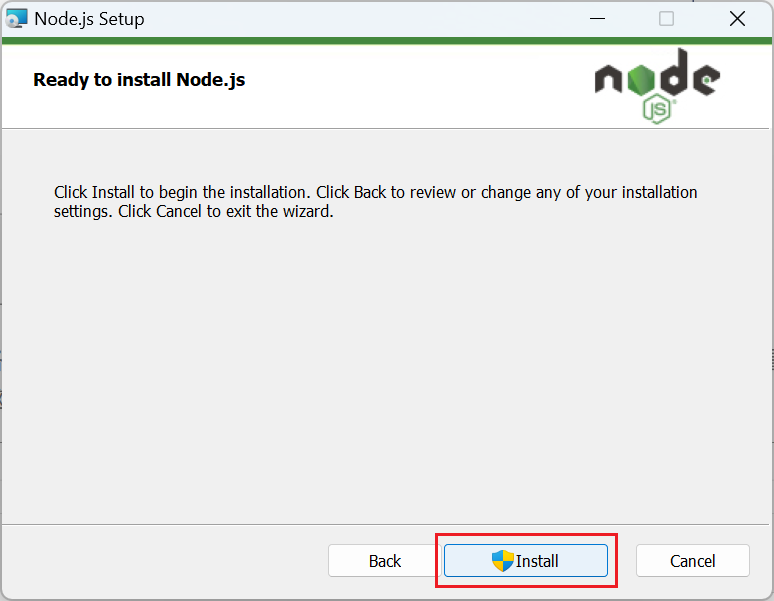 Node.js Setup
Ready to install Node.js
node
JS
Click Install to begin the installation. Click Back to review or change any of your installation
settings. Click Cancel to exit the wizard.
Back
Install
Cancel